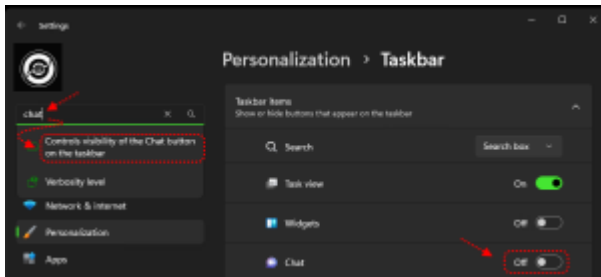 Settings
Personalization > Taskbar
chat
Controls visibility of the Chat button
on the taskbar
Verbosity level
Network & internet
Personalization
Apps
Taskbar items
Show or hide buttons that appear on the taskbar
Search
Search box
Task view
On
Widgets
Off
Chat
Off